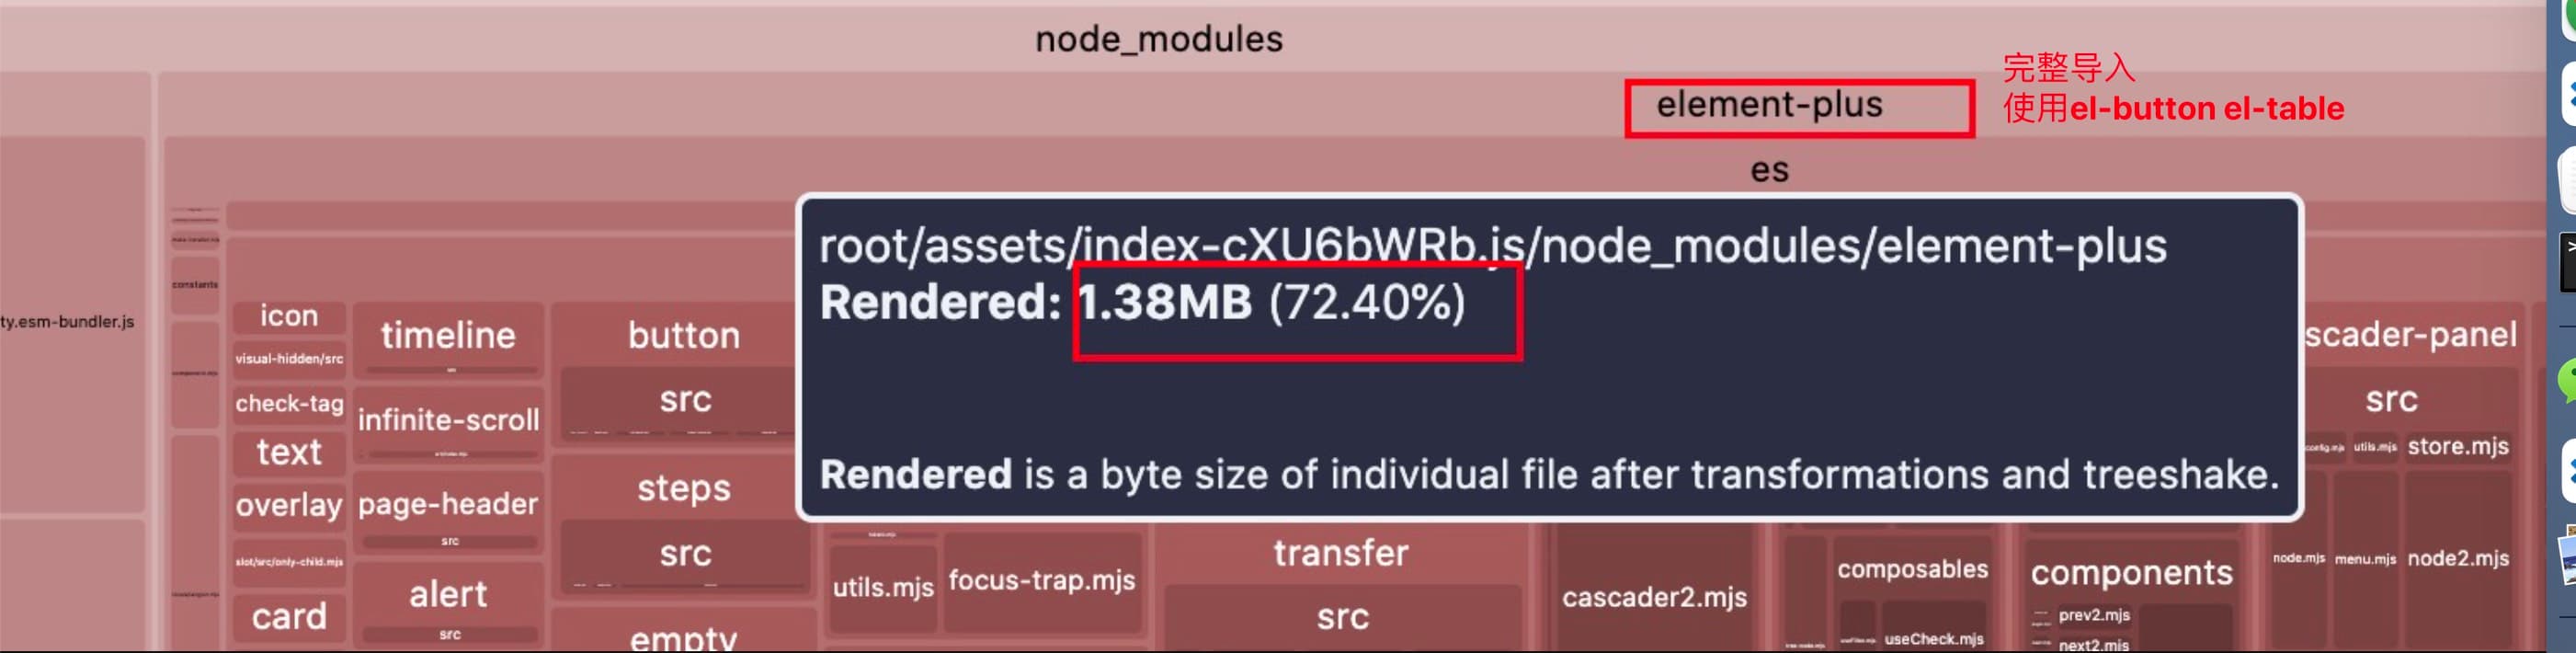 node_modules
element-plus
完整导入
使用el-button el-table
es
root/assets/index-cXU6bWRb.js/node_modules/element-plus
Rendered: 1.38MB (72.40%)
Rendered is a byte size of individual file after transformations and treeshake.
ty.esm-bundler.js
constants
icon
visual-hidden/src
check-tag
text
overlay
slot/src/only-child.mjs
card
timeline
infinite-scroll
page-header
src
alert
src
button
src
steps
src
empty
utils.mjs
focus-trap.mjs
transfer
src
cascader2.mjs
composables
useCheck.mjs
components
prev2.mjs
next2.mjs
scader-panel
src
config.mjs
utils.mjs
store.mjs
node.mjs
menu.mjs
node2.mjs